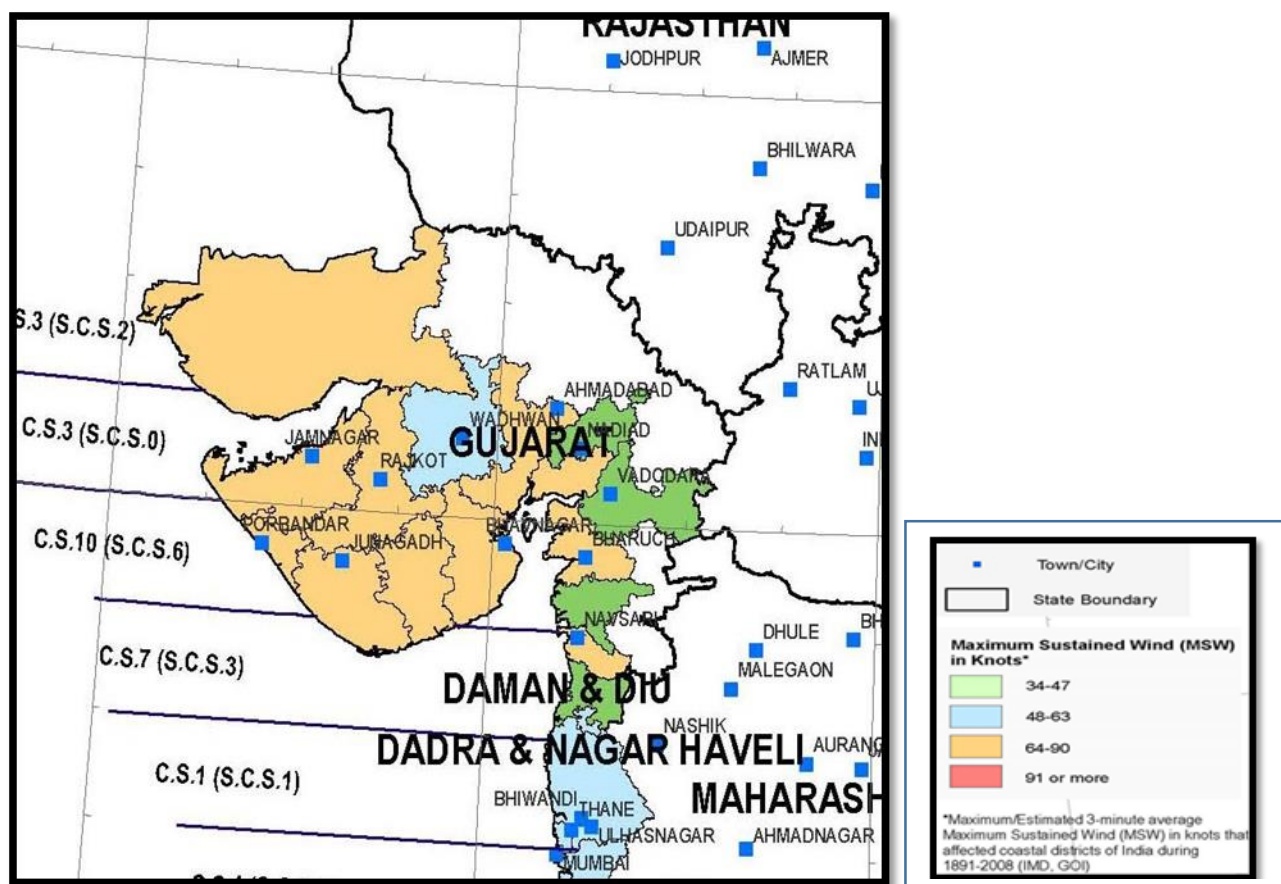 RAJASTHAN
JODHPUR
AJMER
BHILWARA
UDAIPUR
S.3 (S.C.S.2)
RATLAM
AHMADABAD
C.S.3 (S.C.S.0)
WADHWAN
NADIAD
JAMNAGAR
GUJARAT
RAJKOT
VADODARA
PORBANDAR
BHAVNAGAR
JUNAGADH
BHARUCH
C.S.10 (S.C.S.6)
NAVSARI
DHULE
BH
C.S.7 (S.C.S.3)
MALEGAON
DAMAN & DIU
NASHIK
DADRA & NAGAR HAVELI
AURANG
C.S.1 (S.C.S.1)
MAHARASH
BHIWANDI
THANE
ULHASNAGAR
AHMADNAGAR
MUMBAI
Town/City
State Boundary
Maximum Sustained Wind (MSW)
in Knots*
34-47
48-63
64-90
91 or more
*Maximum/Estimated 3-minute average
Maximum Sustained Wind (MSW) in knots that
affected coastal districts of India during
1891-2008 (IMD, GOI)